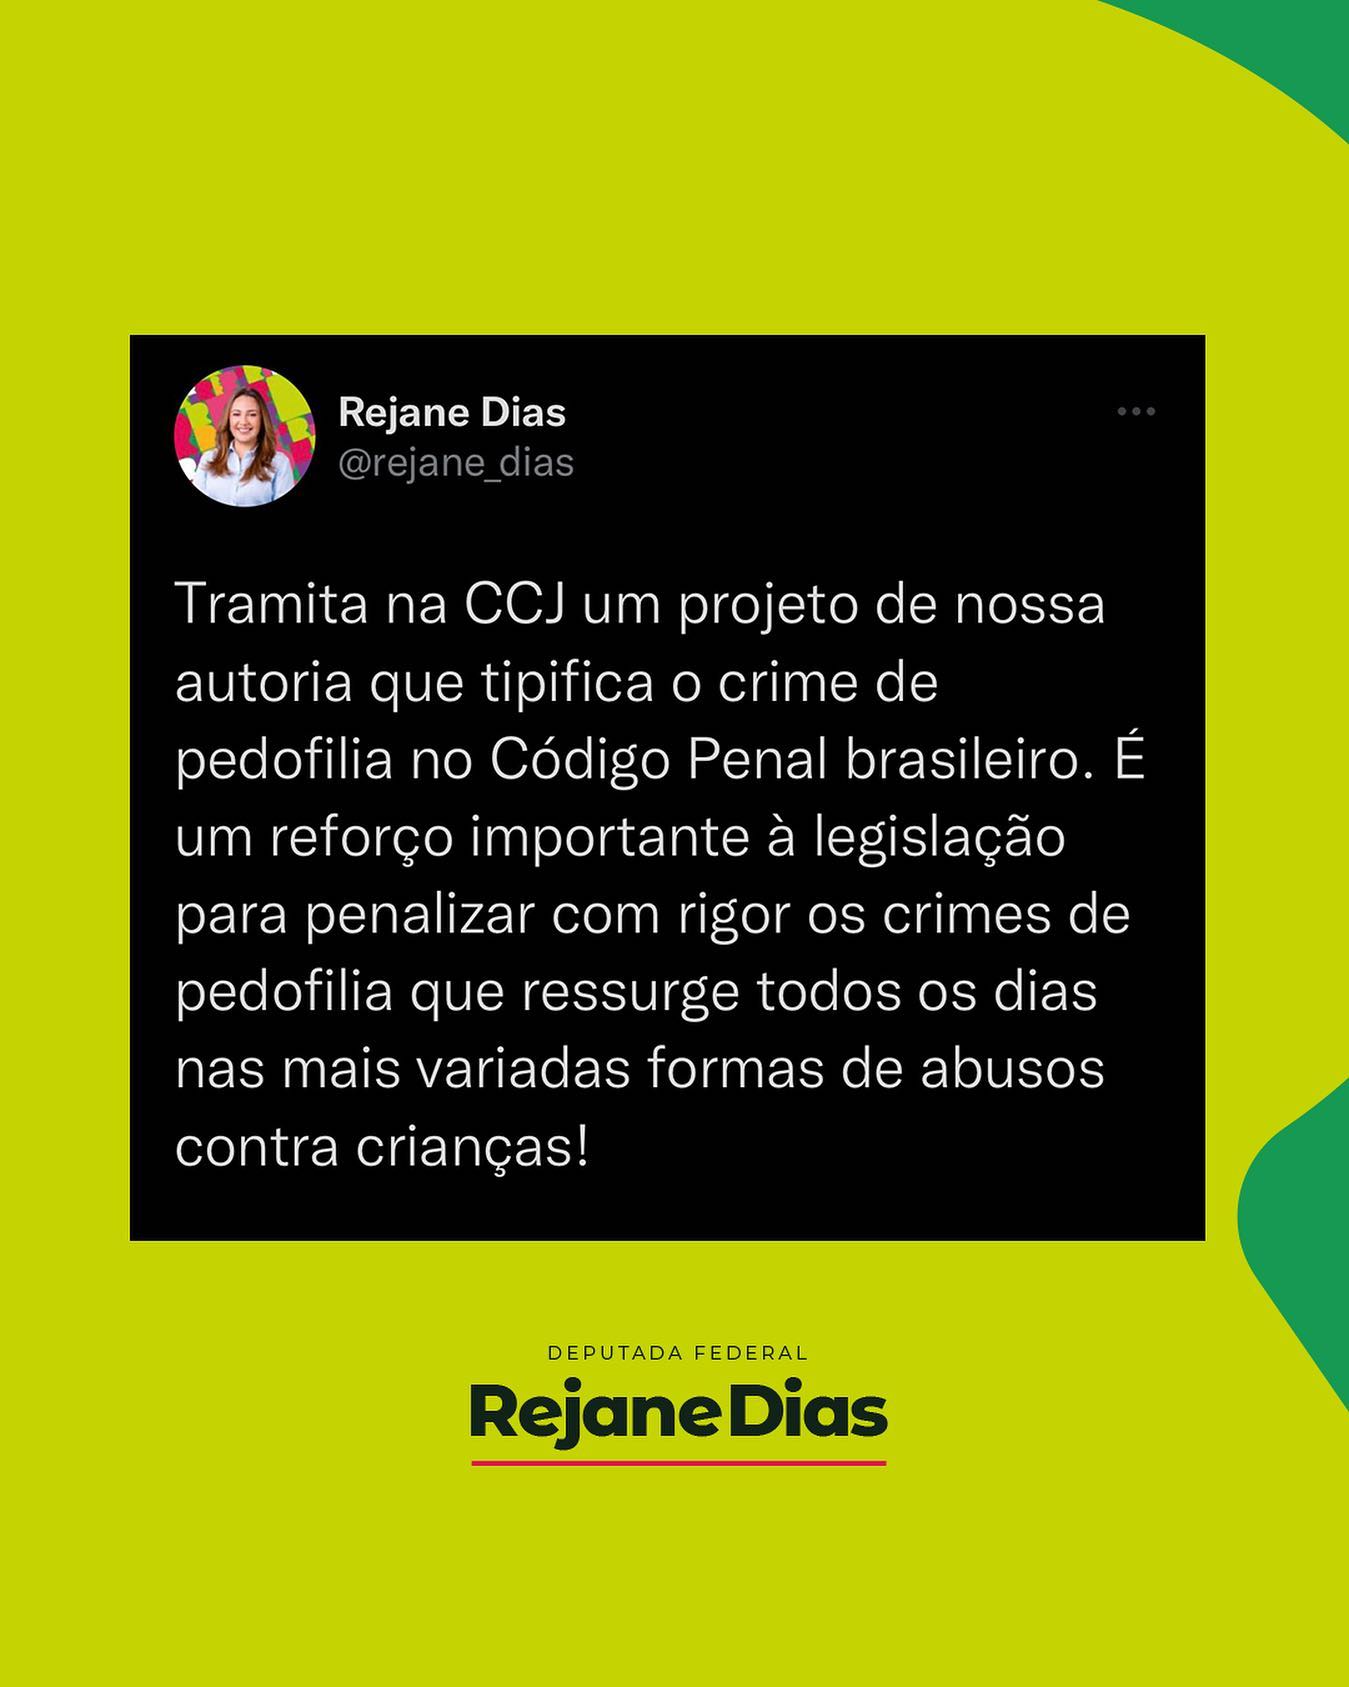 Rejane Dias
@rejane_dias
Tramita na CCJ um projeto de nossa
autoria que tipifica o crime de
pedofilia no Código Penal brasileiro. É
um reforço importante à legislação
para penalizar com rigor os crimes de
pedofilia que ressurge todos os dias
nas mais variadas formas de abusos
contra crianças!
DEPUTADA FEDERAL
Rejane Dias